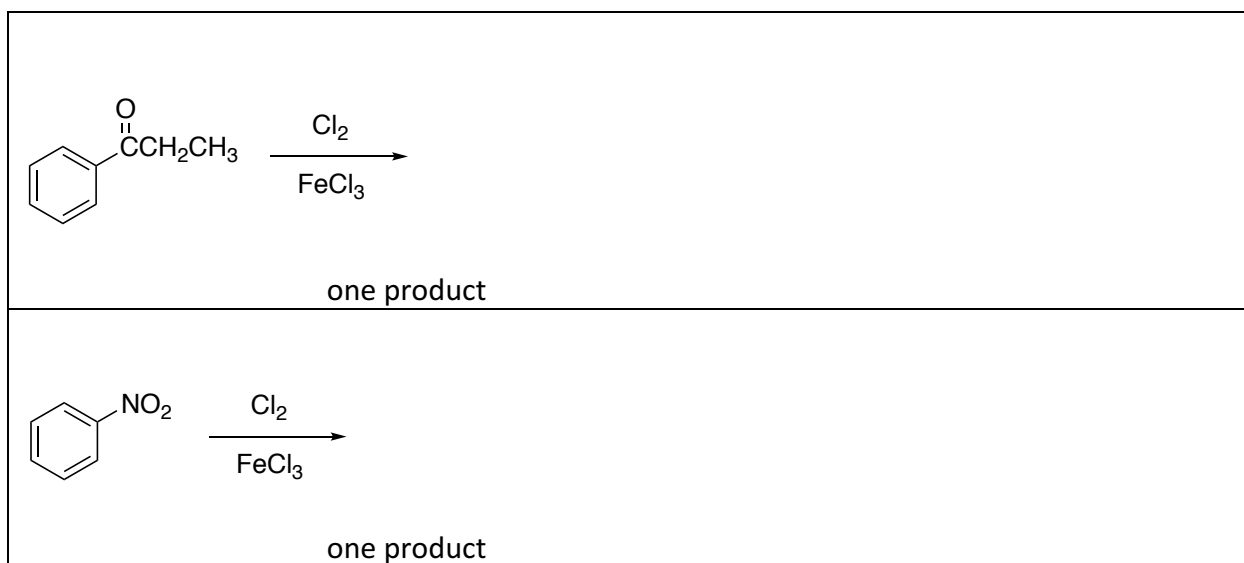 O
CCH₂CH₃
Cl₂
FeCl₃
one product
NO₂
Cl₂
FeCl₃
one product